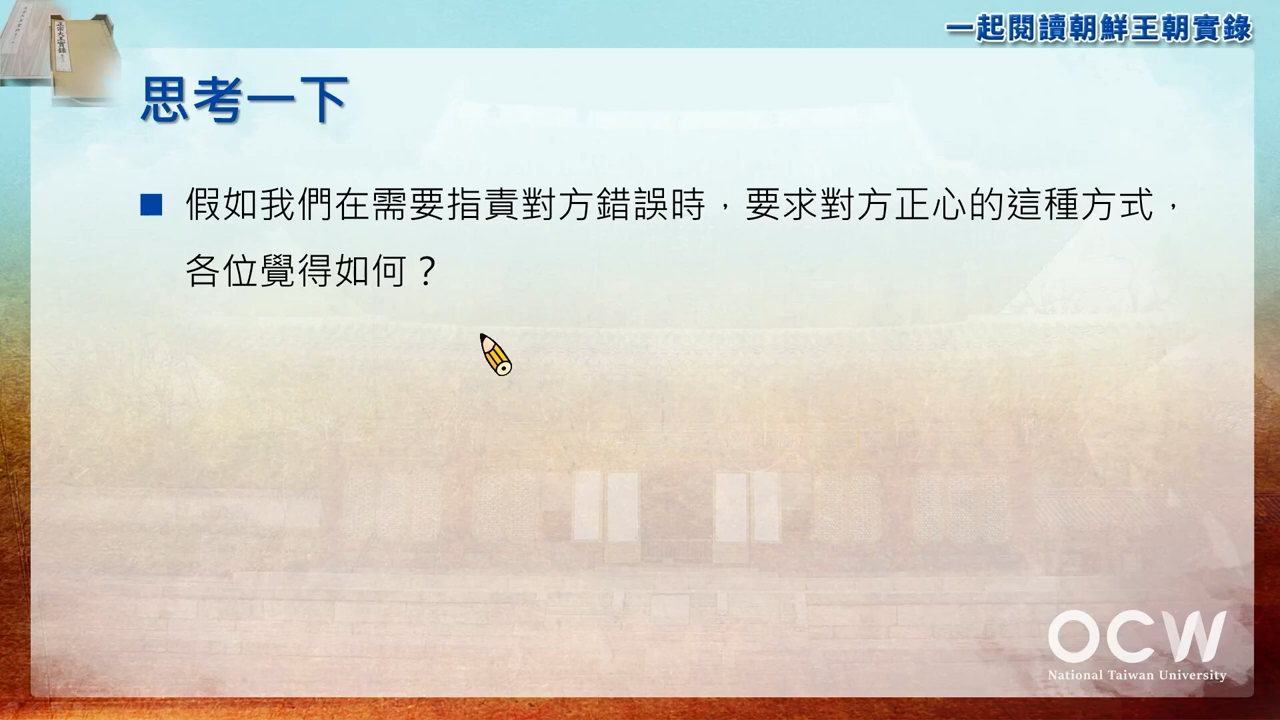 一起閱讀朝鮮王朝實錄
思考一下
假如我們在需要指責對方錯誤時，要求對方正心的這種方式，
各位覺得如何？
OCW
National Taiwan University